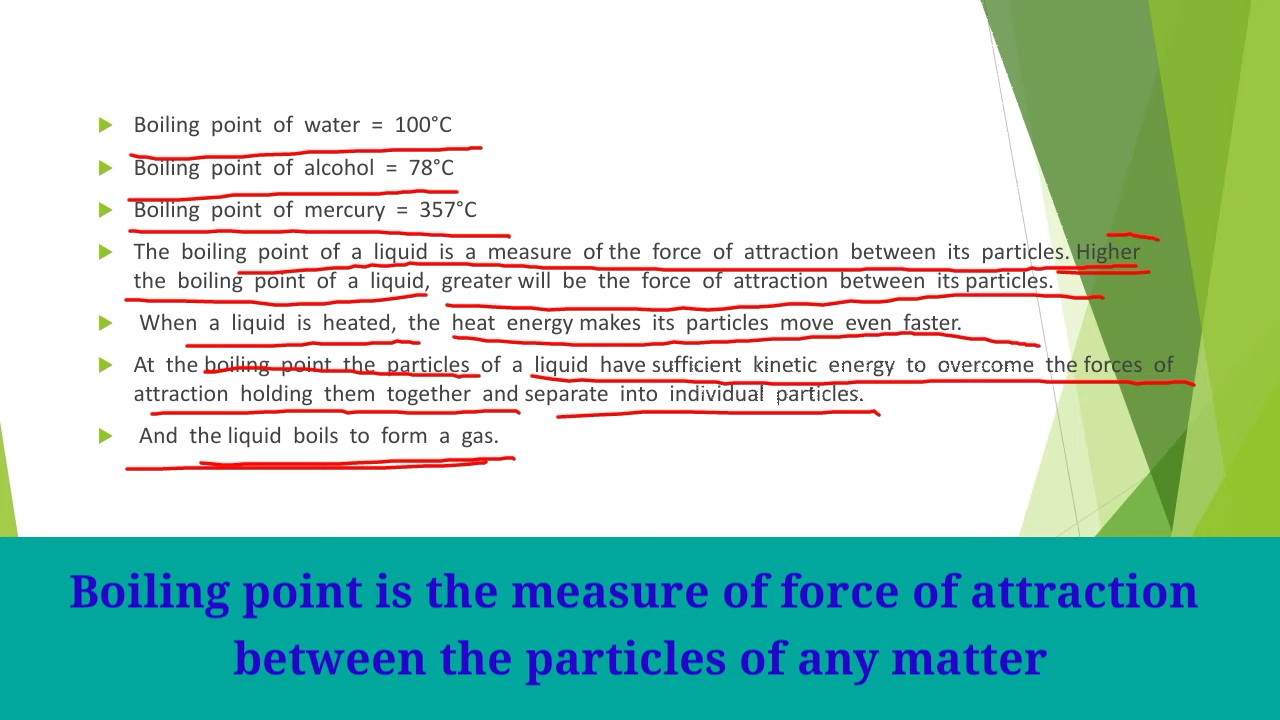 Boiling point of water = 100°C
Boiling point of alcohol = 78°C
Boiling point of mercury = 357°C
The boiling point of a liquid is a measure of the force of attraction between its particles. Higher
the boiling point of a liquid, greater will be the force of attraction between its particles.
When a liquid is heated, the heat energy makes its particles move even faster.
At the boiling point the particles of a liquid have sufficient kinetic energy to overcome the forces of
attraction holding them together and separate into individual particles.
And the liquid boils to form a gas.
Boiling point is the measure of force of attraction
between the particles of any matter